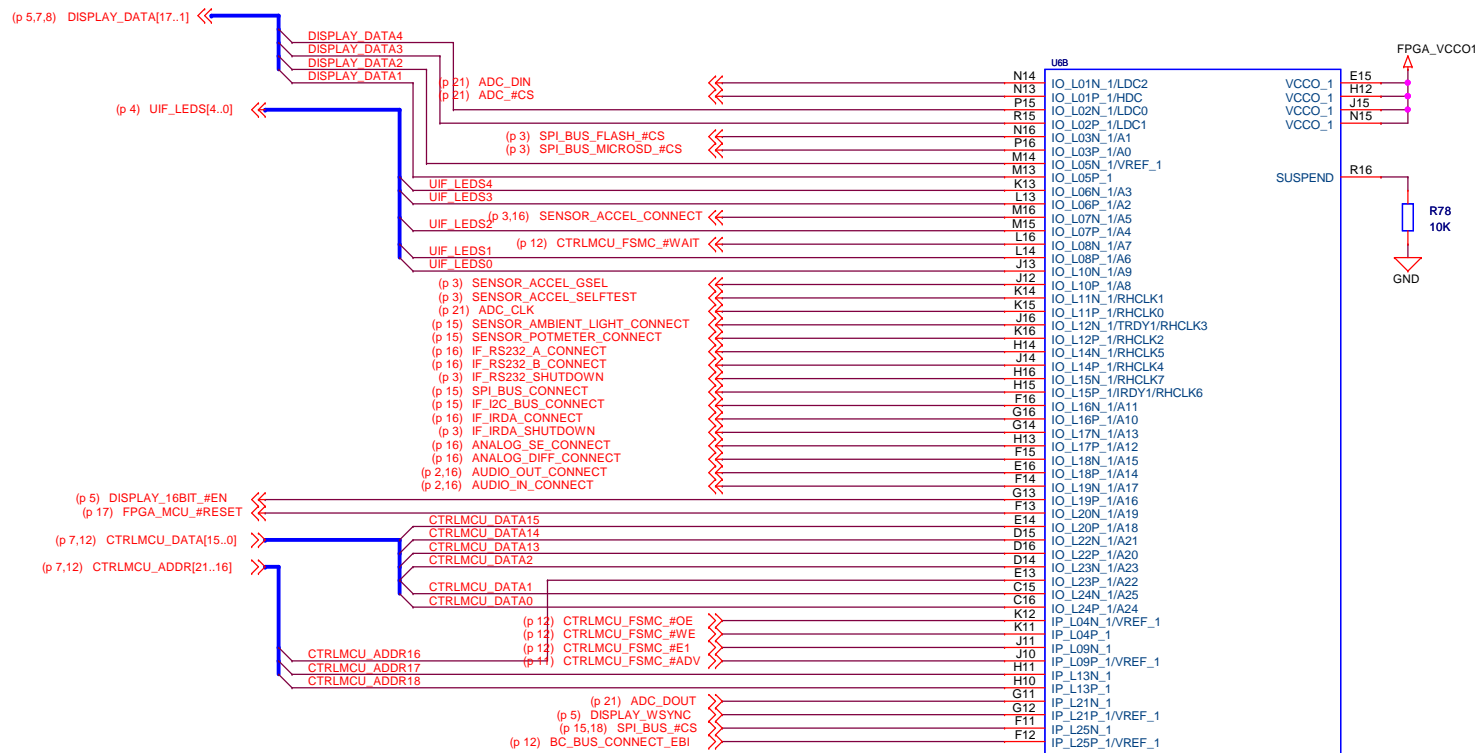 (p 5,7,8) DISPLAY_DATA[17..1]
DISPLAY_DATA4
DISPLAY_DATA3
DISPLAY_DATA2
DISPLAY_DATA1
(p 4) UIF_LEDS[4..0]
(p 21) ADC_DIN
(p 21) ADC_#CS
(p 3) SPI_BUS_FLASH_#CS
(p 3) SPI_BUS_MICROSD_#CS
UIF_LEDS4
UIF_LEDS3
(p 3,16) SENSOR_ACCEL_CONNECT
UIF_LEDS2
(p 12) CTRLMCU_FSMC_#WAIT
UIF_LEDS1
UIF_LEDS0
(p 3) SENSOR_ACCEL_GSEL
(p 3) SENSOR_ACCEL_SELFTEST
(p 21) ADC_CLK
(p 15) SENSOR_AMBIENT_LIGHT_CONNECT
(p 15) SENSOR_POTMETER_CONNECT
(p 16) IF_RS232_A_CONNECT
(p 16) IF_RS232_B_CONNECT
(p 3) IF_RS232_SHUTDOWN
(p 15) SPI_BUS_CONNECT
(p 15) IF_I2C_BUS_CONNECT
(p 16) IF_IRDA_CONNECT
(p 3) IF_IRDA_SHUTDOWN
(p 16) ANALOG_SE_CONNECT
(p 16) ANALOG_DIFF_CONNECT
(p 2,16) AUDIO_OUT_CONNECT
(p 2,16) AUDIO_IN_CONNECT
(p 5) DISPLAY_16BIT_#EN
(p 17) FPGA_MCU_#RESET
(p 7,12) CTRLMCU_DATA[15..0]
(p 7,12) CTRLMCU_ADDR[21..16]
CTRLMCU_DATA15
CTRLMCU_DATA14
CTRLMCU_DATA13
CTRLMCU_DATA2
CTRLMCU_DATA1
CTRLMCU_DATA0
(p 12) CTRLMCU_FSMC_#OE
(p 12) CTRLMCU_FSMC_#WE
(p 12) CTRLMCU_FSMC_#E1
(p 11) CTRLMCU_FSMC_#ADV
CTRLMCU_ADDR16
CTRLMCU_ADDR17
CTRLMCU_ADDR18
(p 21) ADC_DOUT
(p 5) DISPLAY_WSYNC
(p 15,18) SPI_BUS_#CS
(p 12) BC_BUS_CONNECT_EBI
U6B
N14 IO_L01N_1/LDC2
N13 IO_L01P_1/HDC
P15 IO_L02N_1/LDC0
R15 IO_L02P_1/LDC1
N16 IO_L03N_1/A1
P16 IO_L03P_1/A0
M14 IO_L05N_1/VREF_1
M13 IO_L05P_1
K13 IO_L06N_1/A3
L13 IO_L06P_1/A2
M16 IO_L07N_1/A5
M15 IO_L07P_1/A4
L16 IO_L08N_1/A7
L14 IO_L08P_1/A6
J13 IO_L10N_1/A9
J12 IO_L10P_1/A8
K14 IO_L11N_1/RHCLK1
K15 IO_L11P_1/RHCLK0
J16 IO_L12N_1/TRDY1/RHCLK3
K16 IO_L12P_1/RHCLK2
H14 IO_L14N_1/RHCLK5
J14 IO_L14P_1/RHCLK4
H16 IO_L15N_1/RHCLK7
H15 IO_L15P_1/IRDY1/RHCLK6
F16 IO_L16N_1/A11
G16 IO_L16P_1/A10
G14 IO_L17N_1/A13
H13 IO_L17P_1/A12
F15 IO_L18N_1/A15
E16 IO_L18P_1/A14
F14 IO_L19N_1/A17
G13 IO_L19P_1/A16
F13 IO_L20N_1/A19
E14 IO_L20P_1/A18
D15 IO_L22N_1/A21
D16 IO_L22P_1/A20
D14 IO_L23N_1/A23
E13 IO_L23P_1/A22
C15 IO_L24N_1/A25
C16 IO_L24P_1/A24
K12 IP_L04N_1/VREF_1
K11 IP_L04P_1
J11 IP_L09N_1
J10 IP_L09P_1/VREF_1
H11 IP_L13N_1
H10 IP_L13P_1
G11 IP_L21N_1
G12 IP_L21P_1/VREF_1
F11 IP_L25N_1
F12 IP_L25P_1/VREF_1
FPGA_VCCO1
VCCO_1 E15
VCCO_1 H12
VCCO_1 J15
VCCO_1 N15
SUSPEND R16
R78
10K
GND